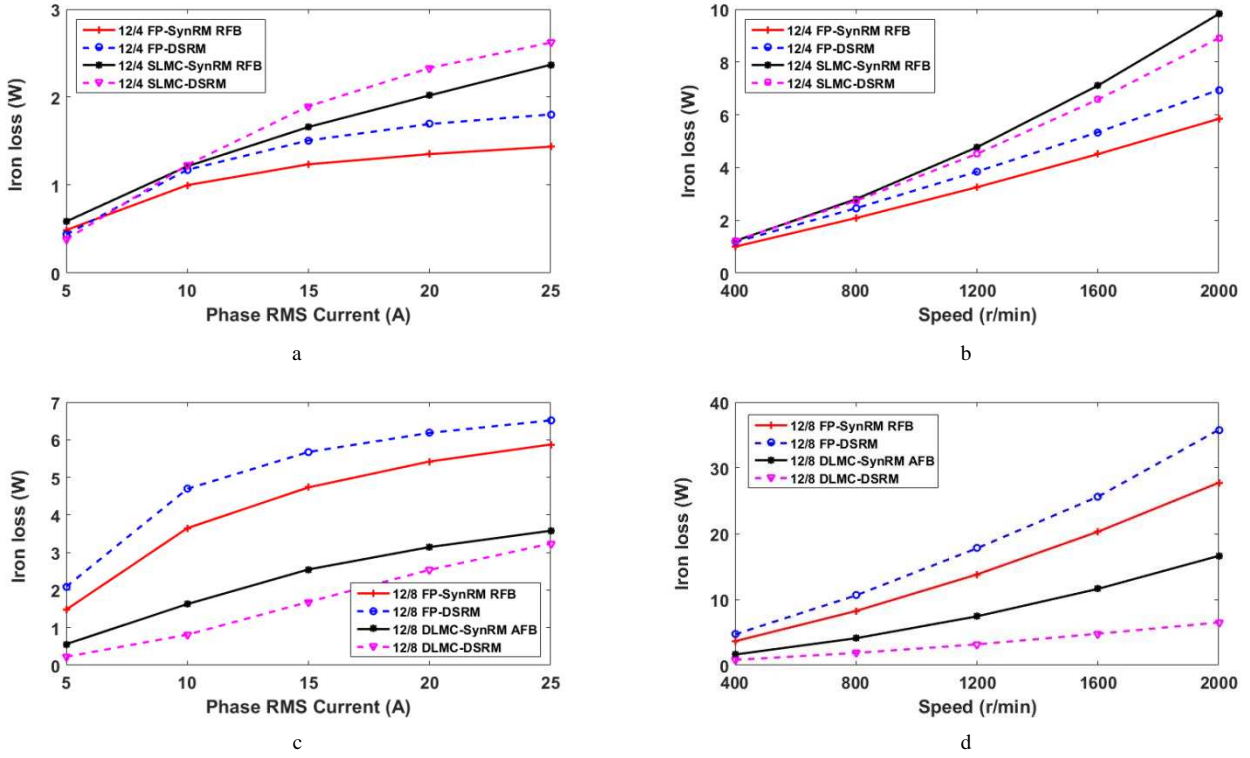 3
2
1
0
Iron loss (W)
12/4 FP-SynRM RFB
12/4 FP-DSRM
12/4 SLMC-SynRM RFB
12/4 SLMC-DSRM
5 10 15 20 25
Phase RMS Current (A)
a
10
8
6
4
2
0
Iron loss (W)
12/4 FP-SynRM RFB
12/4 FP-DSRM
12/4 SLMC-SynRM RFB
12/4 SLMC-DSRM
400 800 1200 1600 2000
Speed (r/min)
b
7
6
5
4
3
2
1
0
Iron loss (W)
12/8 FP-SynRM RFB
12/8 FP-DSRM
12/8 DLMC-SynRM AFB
12/8 DLMC-DSRM
5 10 15 20 25
Phase RMS Current (A)
c
40
30
20
10
0
Iron loss (W)
12/8 FP-SynRM RFB
12/8 FP-DSRM
12/8 DLMC-SynRM AFB
12/8 DLMC-DSRM
400 800 1200 1600 2000
Speed (r/min)
d